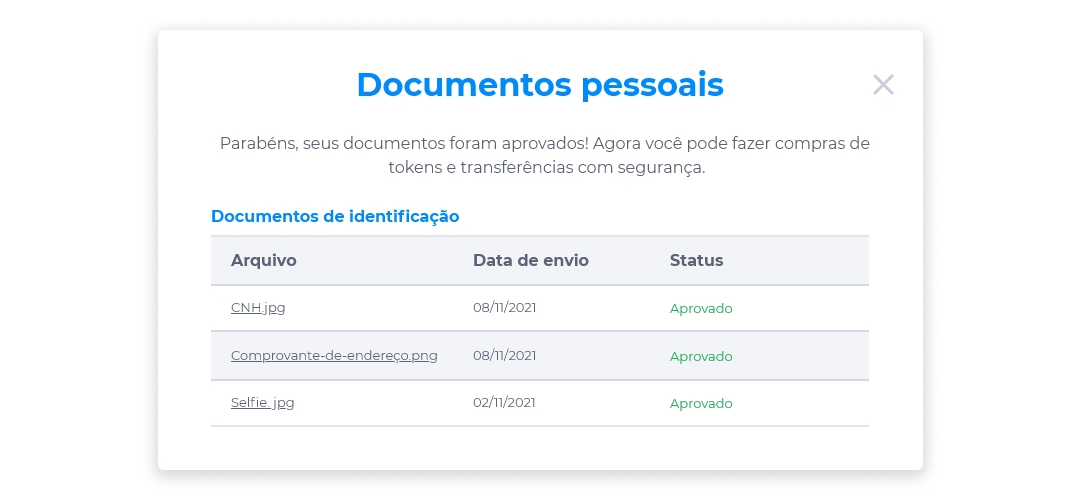 Documentos pessoais
Parabéns, seus documentos foram aprovados! Agora você pode fazer compras de
tokens e transferências com segurança.
Documentos de identificação
Arquivo Data de envio Status
CNH.jpg 08/11/2021 Aprovado
Comprovante-de-endereço.png 08/11/2021 Aprovado
Selfie. jpg 02/11/2021 Aprovado